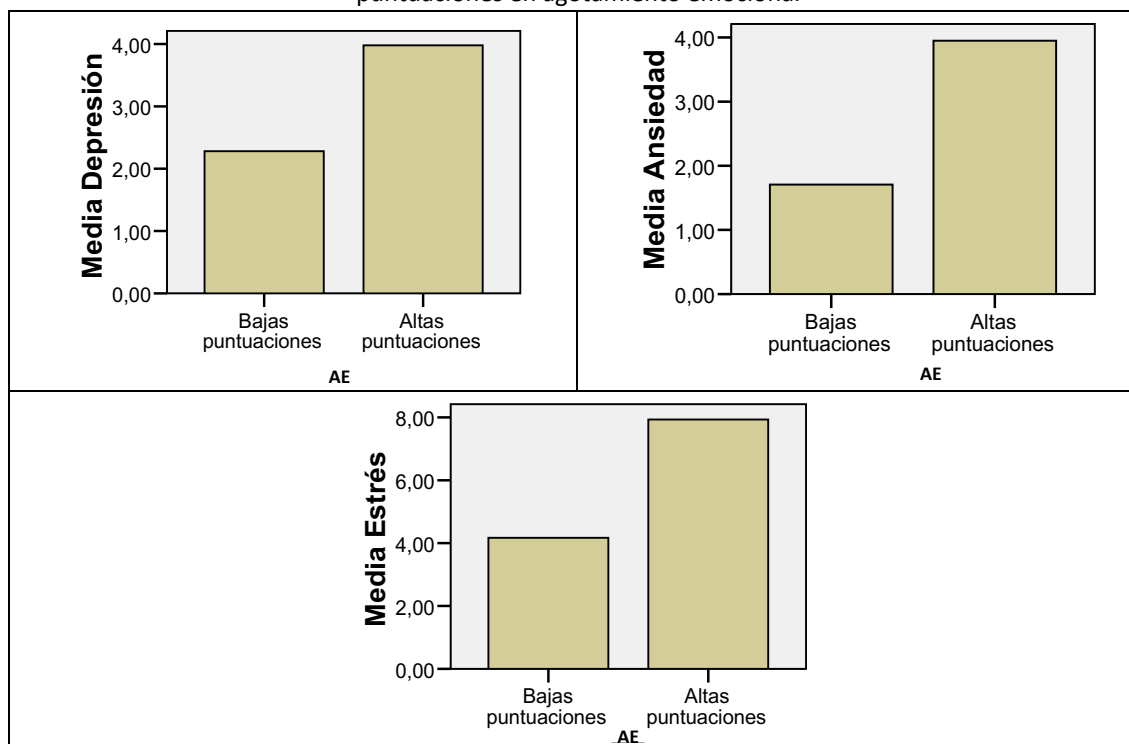 puntuaciones en agotamiento emocional
Media Depresión
4,00
3,00
2,00
1,00
0,00
Bajas puntuaciones
Altas puntuaciones
AE
Media Ansiedad
4,00
3,00
2,00
1,00
0,00
Bajas puntuaciones
Altas puntuaciones
AE
Media Estrés
8,00
6,00
4,00
2,00
0,00
Bajas puntuaciones
Altas puntuaciones
AE